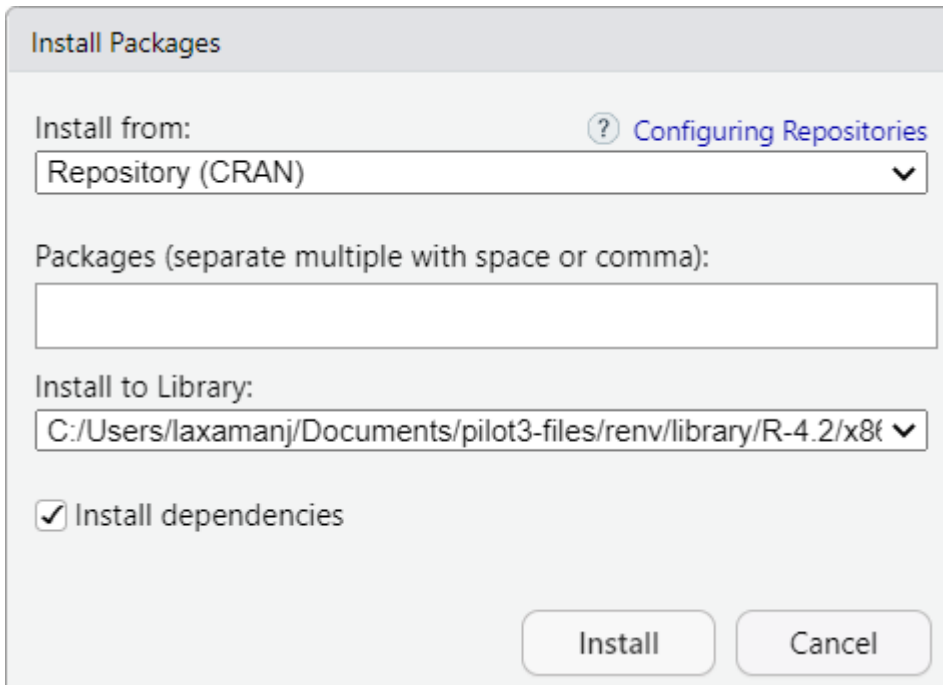 Install Packages
Install from:
? Configuring Repositories
Repository (CRAN)
Packages (separate multiple with space or comma):
Install to Library:
C:/Users/laxamanj/Documents/pilot3-files/renv/library/R-4.2/x86
Install dependencies
Install
Cancel